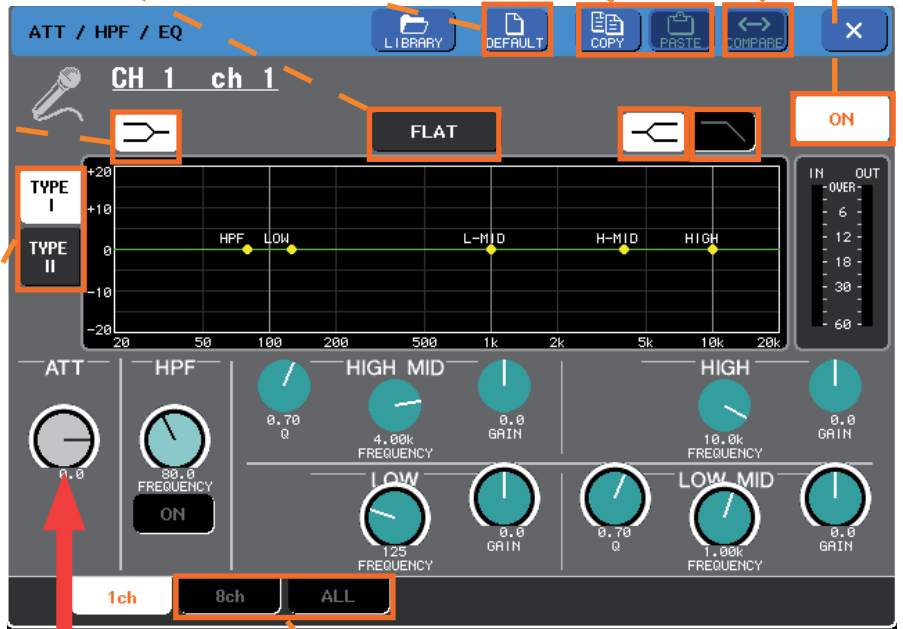 ATT / HPF / EQ
LIBRARY
DEFAULT
COPY
PASTE
COMPARE
CH 1 ch 1
FLAT
ON
TYPE
I
TYPE
II
+20
+10
0
-10
-20
HPF LOW L-MID H-MID HIGH
20 50 100 200 500 1k 2k 5k 10k 20k
IN OUT
OVER
6
12
18
30
60
ATT
0.0
HPF
80.0
FREQUENCY
ON
HIGH MID
0.70
Q
4.00k
FREQUENCY
0.0
GAIN
HIGH
10.0k
FREQUENCY
0.0
GAIN
LOW
125
FREQUENCY
0.0
GAIN
LOW MID
0.70
Q
1.00k
FREQUENCY
0.0
GAIN
1ch
8ch
ALL